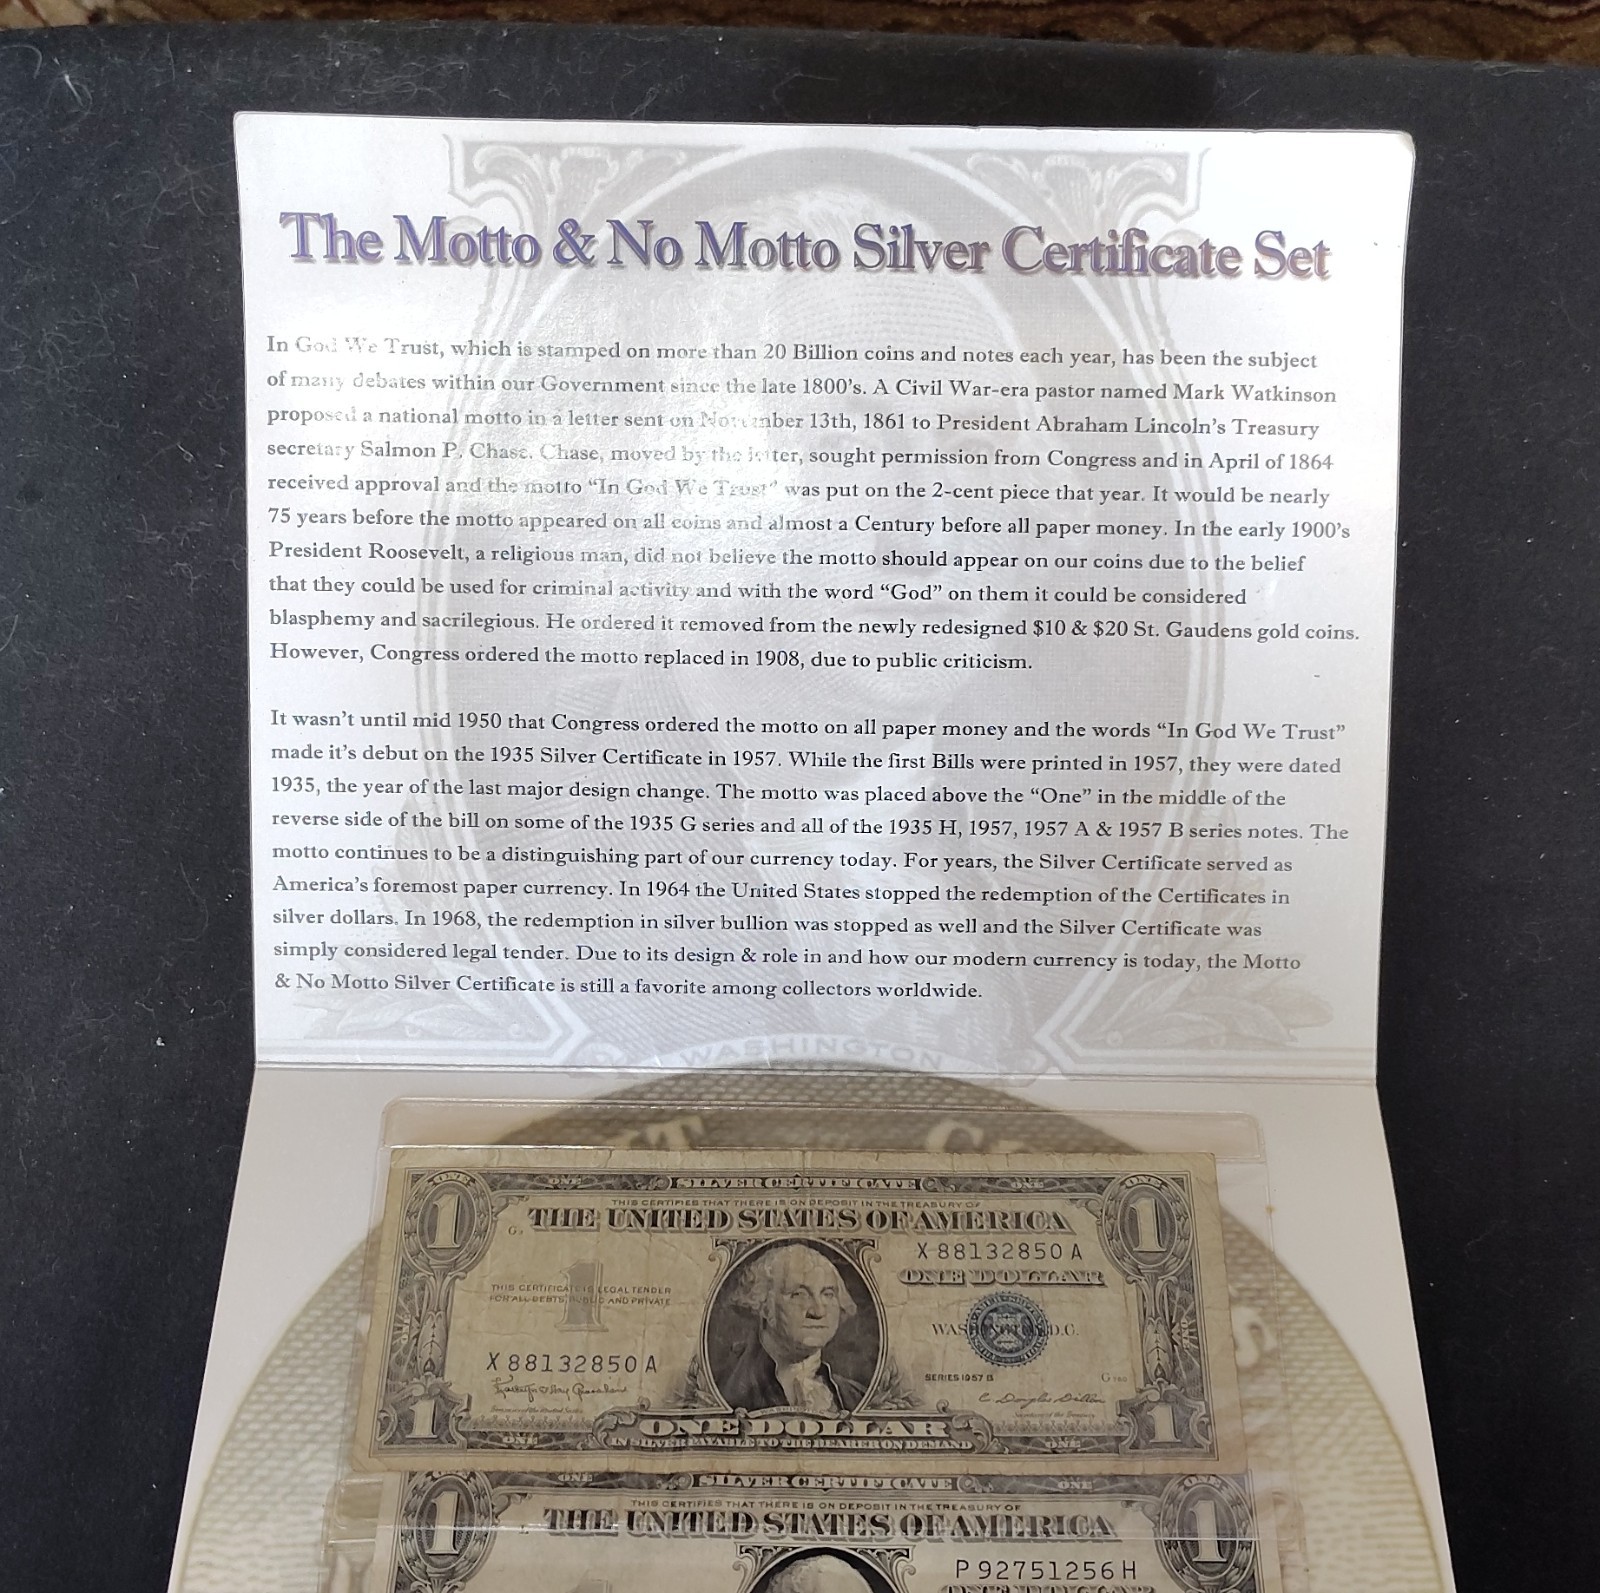 The Motto & No Motto Silver Certificate Set
In God We Trust, which is stamped on more than 20 Billion coins and notes each year, has been the subject
of many debates within our Government since the late 1800's. A Civil War-era pastor named Mark Watkinson
proposed a national motto in a letter sent on November 13th, 1861 to President Abraham Lincoln's Treasury
secretary Salmon P. Chase. Chase, moved by the letter, sought permission from Congress and in April of 1864
received approval and the motto "In God We Trust" was put on the 2-cent piece that year. It would be nearly
75 years before the motto appeared on all coins and almost a Century before all paper money. In the early 1900's
President Roosevelt, a religious man, did not believe the motto should appear on our coins due to the belief
that they could be used for criminal activity and with the word "God" on them it could be considered
blasphemy and sacrilegious. He ordered it removed from the newly redesigned $10 & $20 St. Gaudens gold coins.
However, Congress ordered the motto replaced in 1908, due to public criticism.
It wasn't until mid 1950 that Congress ordered the motto on all paper money and the words "In God We Trust"
made it's debut on the 1935 Silver Certificate in 1957. While the first Bills were printed in 1957, they were dated
1935, the year of the last major design change. The motto was placed above the "One" in the middle of the
reverse side of the bill on some of the 1935 G series and all of the 1935 H, 1957, 1957 A & 1957 B series notes. The
motto continues to be a distinguishing part of our currency today. For years, the Silver Certificate served as
America's foremost paper currency. In 1964 the United States stopped the redemption of the Certificates in
silver dollars. In 1968, the redemption in silver bullion was stopped as well and the Silver Certificate was
simply considered legal tender. Due to its design & role in and how our modern currency is today, the Motto
& No Motto Silver Certificate is still a favorite among collectors worldwide.
WASHINGTON
ONE SILVER CERTIFICATE ONE
THIS CERTIFIES THAT THERE IS ON DEPOSIT IN THE TREASURY OF
THE UNITED STATES OF AMERICA
1 1
X 88132850 A
ONE DOLLAR
THIS CERTIFICATE IS LEGAL TENDER
FOR ALL DEBTS, PUBLIC AND PRIVATE
WASHINGTON, D.C.
X 88132850 A
SERIES 1957 B
1 1
ONE DOLLAR
ONE IN SILVER PAYABLE TO THE BEARER ON DEMAND ONE
ONE SILVER CERTIFICATE ONE
THIS CERTIFIES THAT THERE IS ON DEPOSIT IN THE TREASURY OF
THE UNITED STATES OF AMERICA
1 1
P 92751256 H